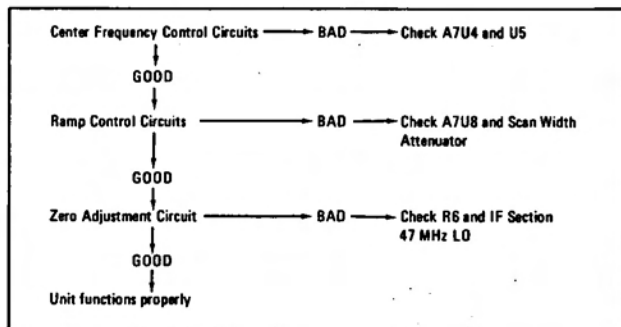 Center Frequency Control Circuits BAD Check A7U4 and U5
GOOD
Ramp Control Circuits BAD Check A7U8 and Scan Width
Attenuator
GOOD
Zero Adjustment Circuit BAD Check R6 and IF Section
47 MHz LO
GOOD
Unit functions properly